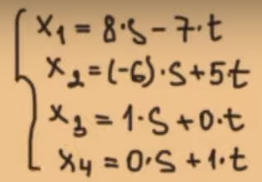 x₁ = 8·s − 7·t
x₂ = (−6)·s + 5t
x₃ = 1·s + 0·t
x₄ = 0·s + 1·t